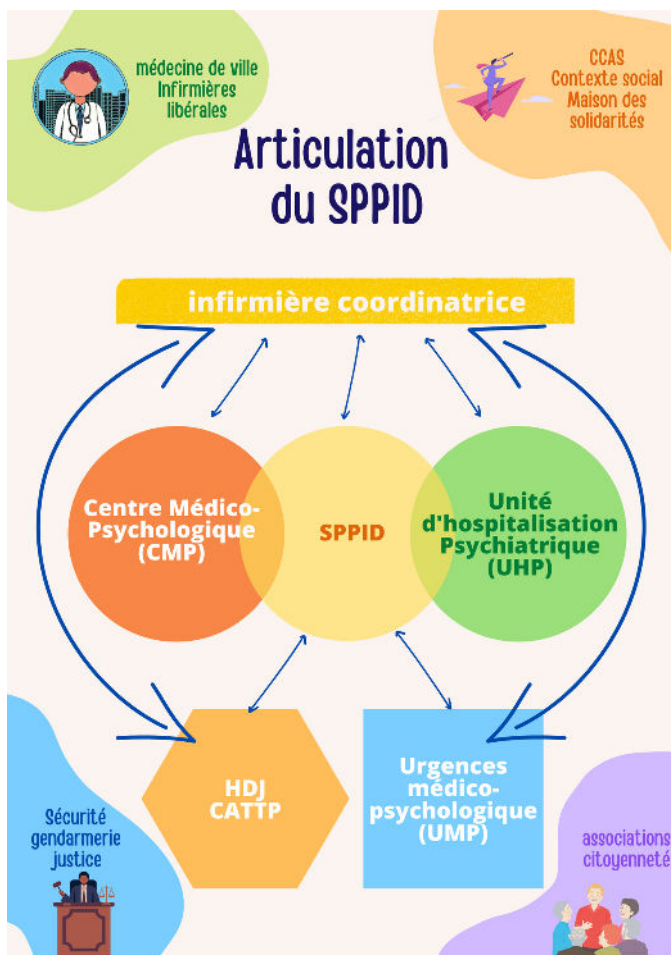 médecine de ville
Infirmières
libérales
CCAS
Contexte social
Maison des
solidarités
Articulation
du SPPID
infirmière coordinatrice
Centre Médico-
Psychologique
(CMP)
SPPID
Unité
d'hospitalisation
Psychiatrique
(UHP)
HDJ
CATTP
Urgences
médico-
psychologique
(UMP)
Sécurité
gendarmerie
justice
associations
citoyenneté